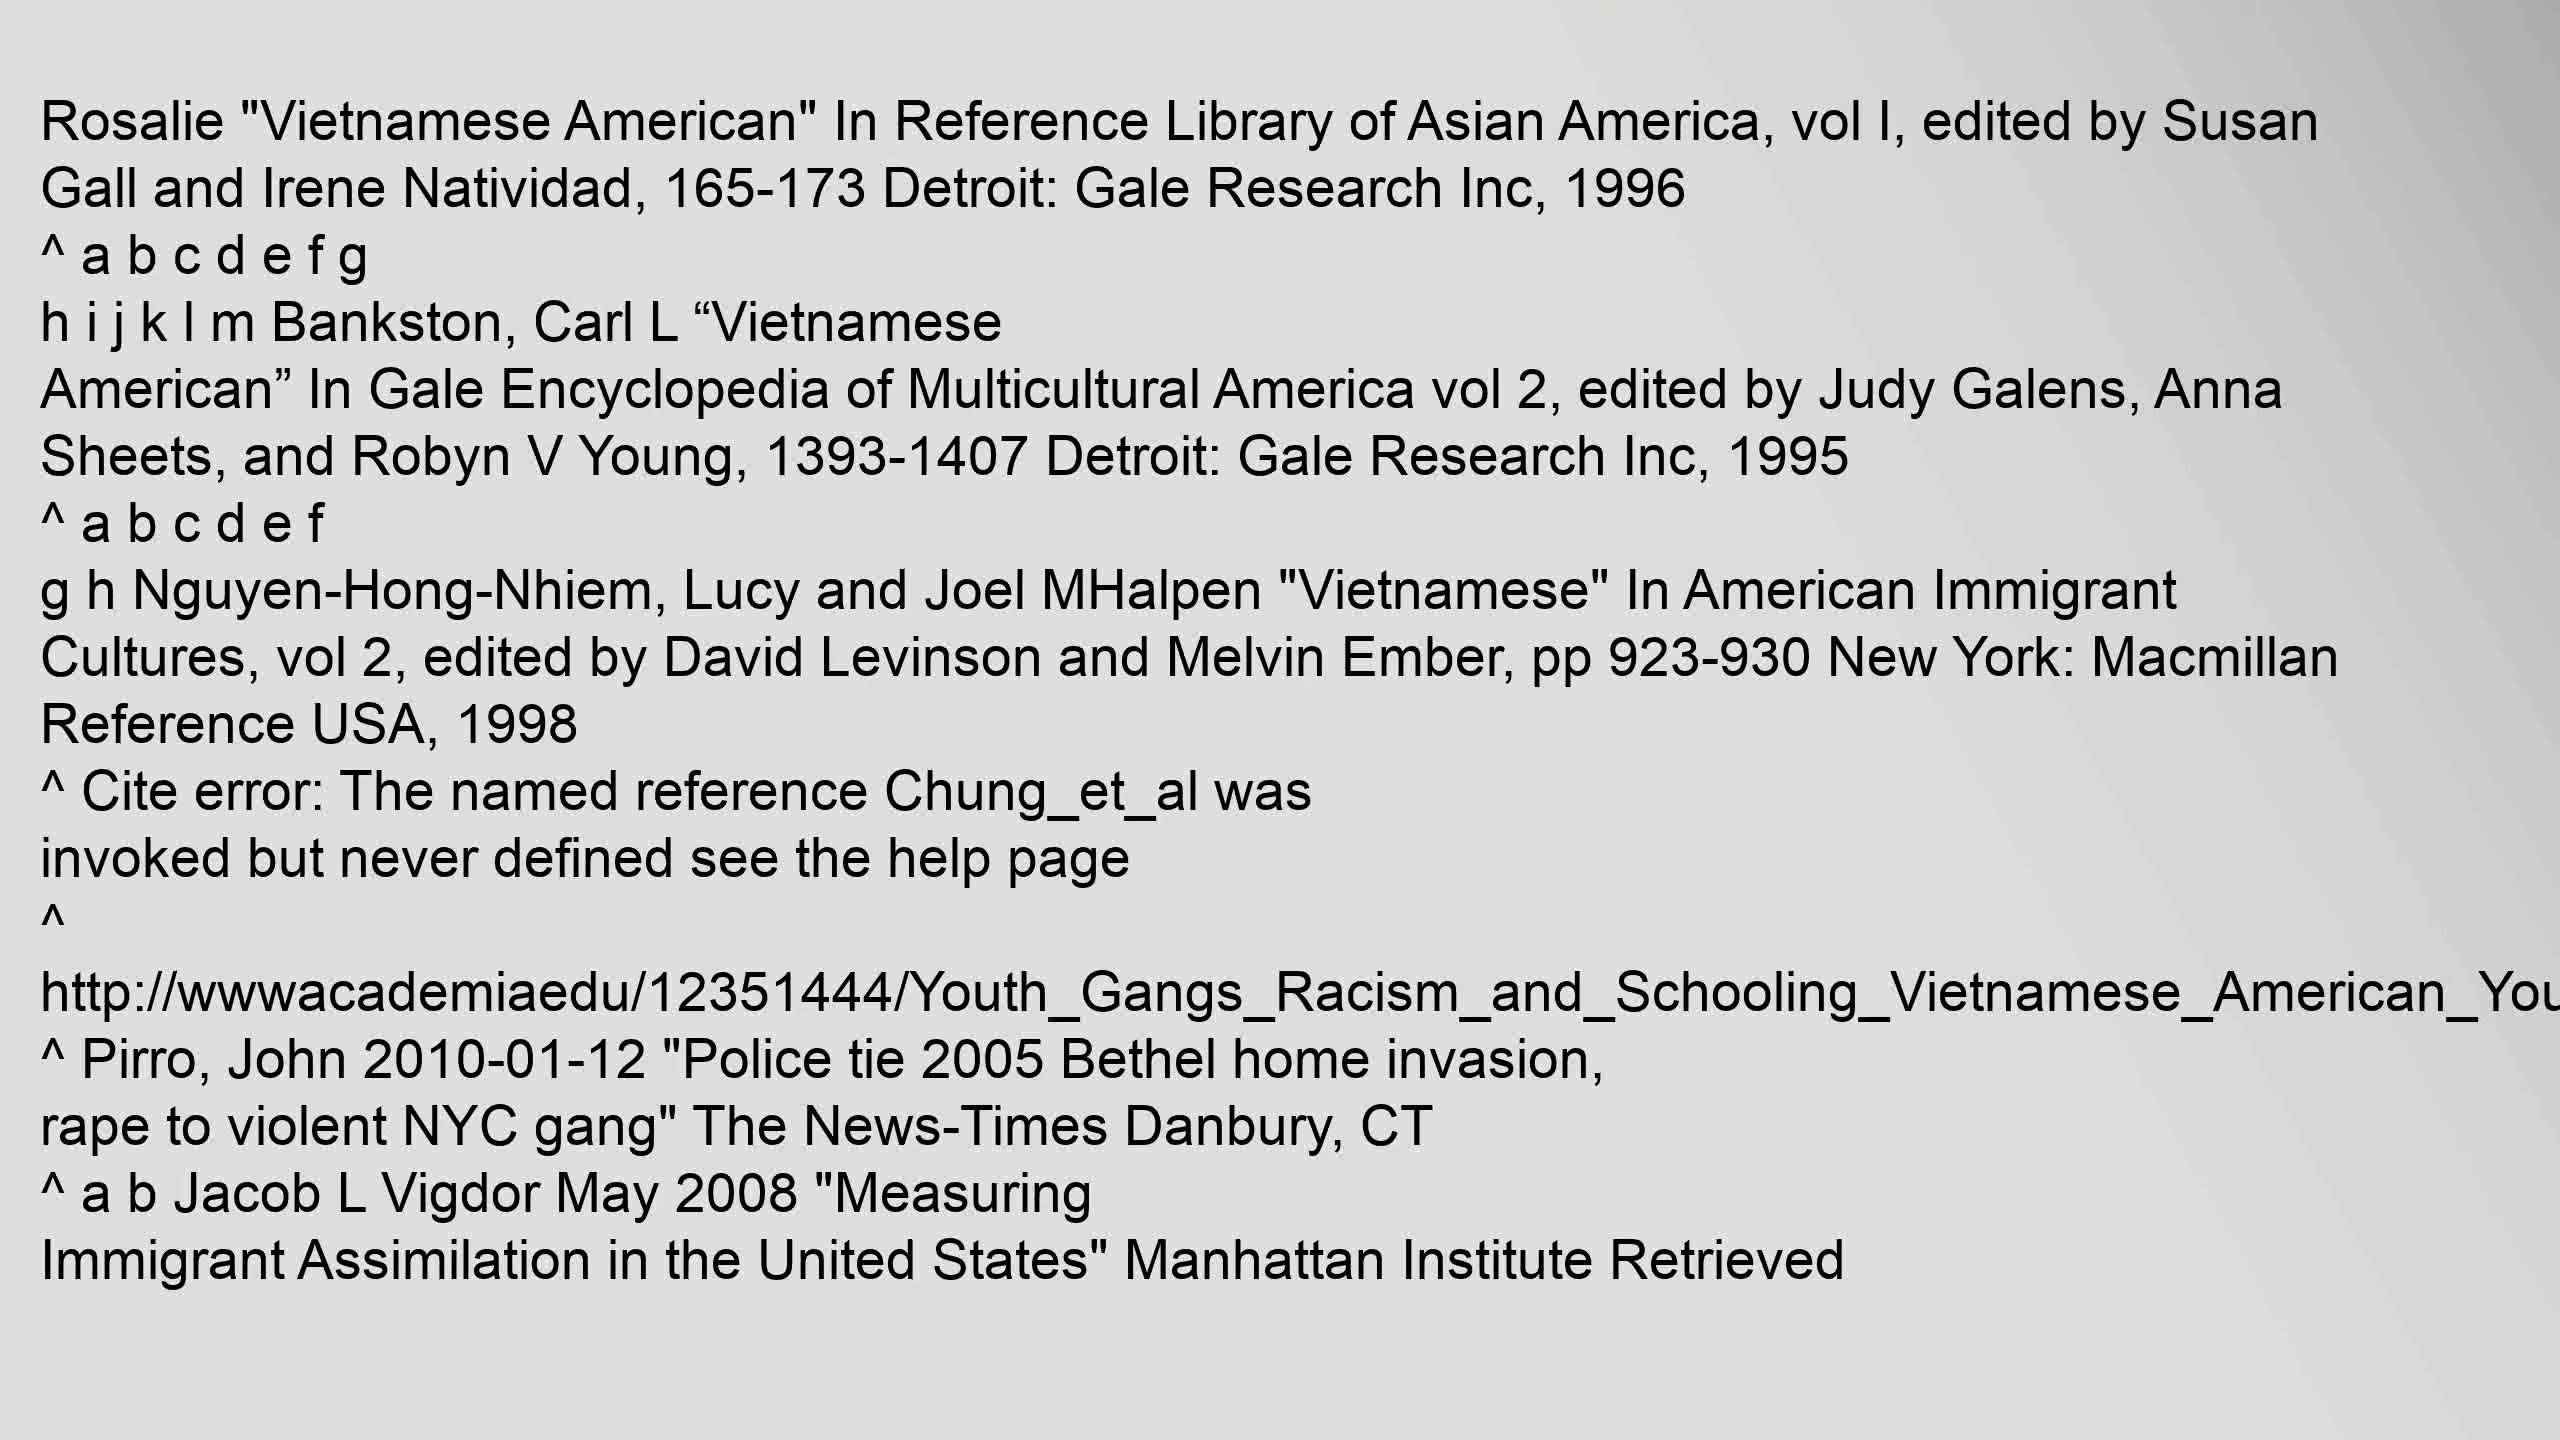 Rosalie "Vietnamese American" In Reference Library of Asian America, vol I, edited by Susan
Gall and Irene Natividad, 165-173 Detroit: Gale Research Inc, 1996
^ a b c d e f g
h i j k l m Bankston, Carl L “Vietnamese
American” In Gale Encyclopedia of Multicultural America vol 2, edited by Judy Galens, Anna
Sheets, and Robyn V Young, 1393-1407 Detroit: Gale Research Inc, 1995
^ a b c d e f
g h Nguyen-Hong-Nhiem, Lucy and Joel MHalpen "Vietnamese" In American Immigrant
Cultures, vol 2, edited by David Levinson and Melvin Ember, pp 923-930 New York: Macmillan
Reference USA, 1998
^ Cite error: The named reference Chung_et_al was
invoked but never defined see the help page
^
http://wwwacademiaedu/12351444/Youth_Gangs_Racism_and_Schooling_Vietnamese_American_You
^ Pirro, John 2010-01-12 "Police tie 2005 Bethel home invasion,
rape to violent NYC gang" The News-Times Danbury, CT
^ a b Jacob L Vigdor May 2008 "Measuring
Immigrant Assimilation in the United States" Manhattan Institute Retrieved